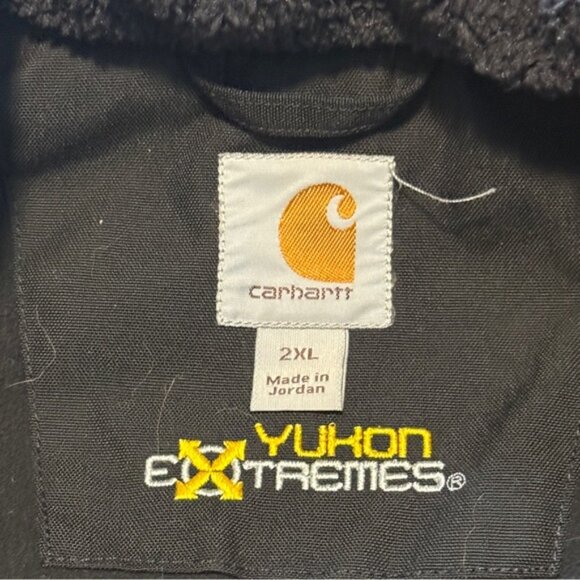 carhartt
2XL
Made in
Jordan
YUKON
EXTREMES®